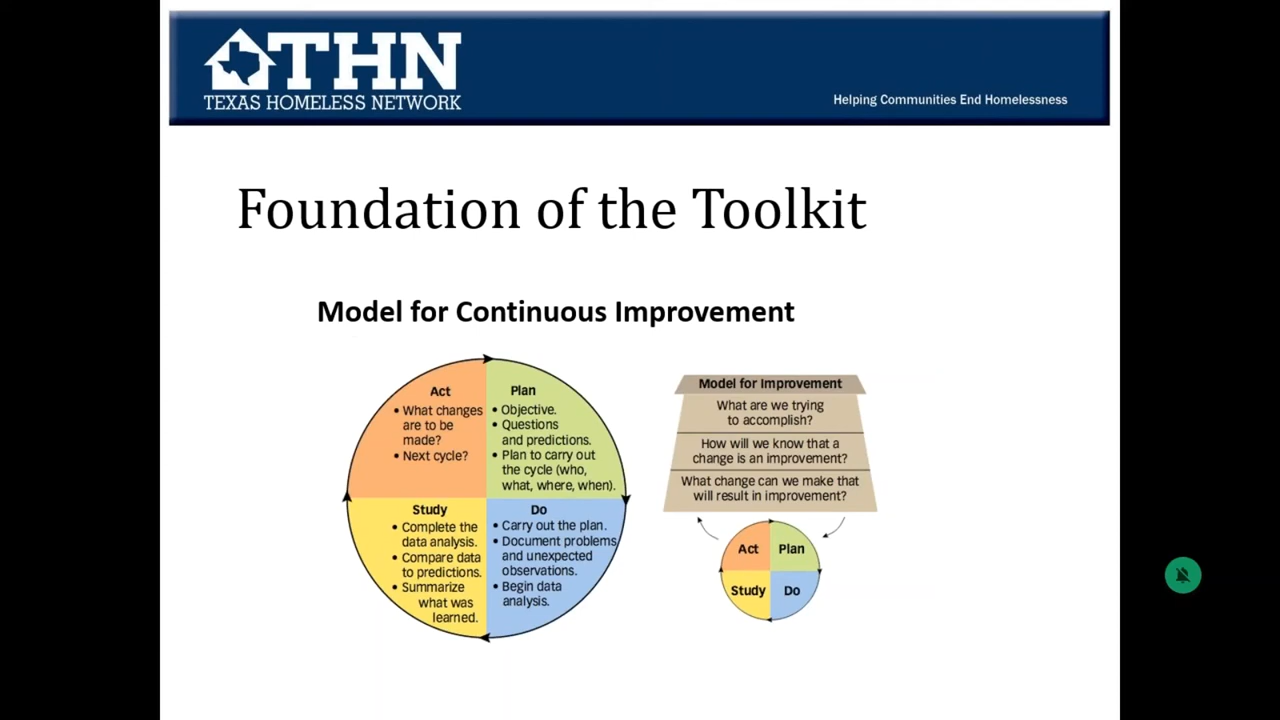 THN
TEXAS HOMELESS NETWORK
Helping Communities End Homelessness
Foundation of the Toolkit
Model for Continuous Improvement
Act
• What changes
are to be
made?
• Next cycle?
Plan
• Objective.
• Questions
and predictions.
• Plan to carry out
the cycle (who,
what, where, when).
Study
• Complete the
data analysis.
• Compare data
to predictions.
• Summarize
what was
learned.
Do
• Carry out the plan.
• Document problems
and unexpected
observations.
• Begin data
analysis.
Model for Improvement
What are we trying
to accomplish?
How will we know that a
change is an improvement?
What change can we make that
will result in improvement?
Act
Plan
Study
Do